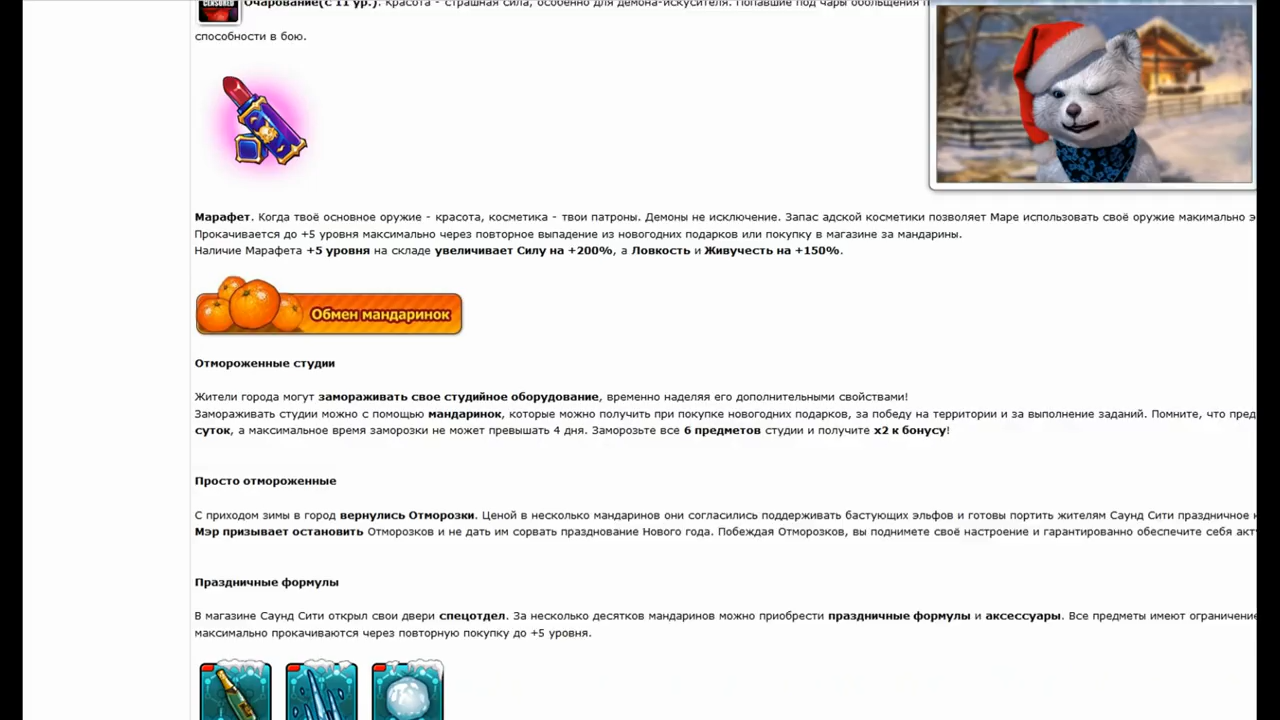 CENSORED
Очарование(с 11 ур.). красота - страшная сила, особенно для демона-искусителя. Попавшие под чары обольщения
способности в бою.
Марафет. Когда твоё основное оружие - красота, косметика - твои патроны. Демоны не исключение. Запас адской косметики позволяет Маре использовать своё оружие макимально э
Прокачивается до +5 уровня максимально через повторное выпадение из новогодних подарков или покупку в магазине за мандарины.
Наличие Марафета +5 уровня на складе увеличивает Силу на +200%, а Ловкость и Живучесть на +150%.
Обмен мандаринок
Отмороженные студии
Жители города могут замораживать свое студийное оборудование, временно наделяя его дополнительными свойствами!
Замораживать студии можно с помощью мандаринок, которые можно получить при покупке новогодних подарков, за победу на территории и за выполнение заданий. Помните, что пред
суток, а максимальное время заморозки не может превышать 4 дня. Заморозьте все 6 предметов студии и получите х2 к бонусу!
Просто отмороженные
С приходом зимы в город вернулись Отморозки. Ценой в несколько мандаринов они согласились поддерживать бастующих эльфов и готовы портить жителям Саунд Сити праздничное
Мэр призывает остановить Отморозков и не дать им сорвать празднование Нового года. Побеждая Отморозков, вы поднимете своё настроение и гарантированно обеспечите себя акт
Праздничные формулы
В магазине Саунд Сити открыл свои двери спецотдел. За несколько десятков мандаринов можно приобрести праздничные формулы и аксессуары. Все предметы имеют ограничение
максимально прокачиваются через повторную покупку до +5 уровня.